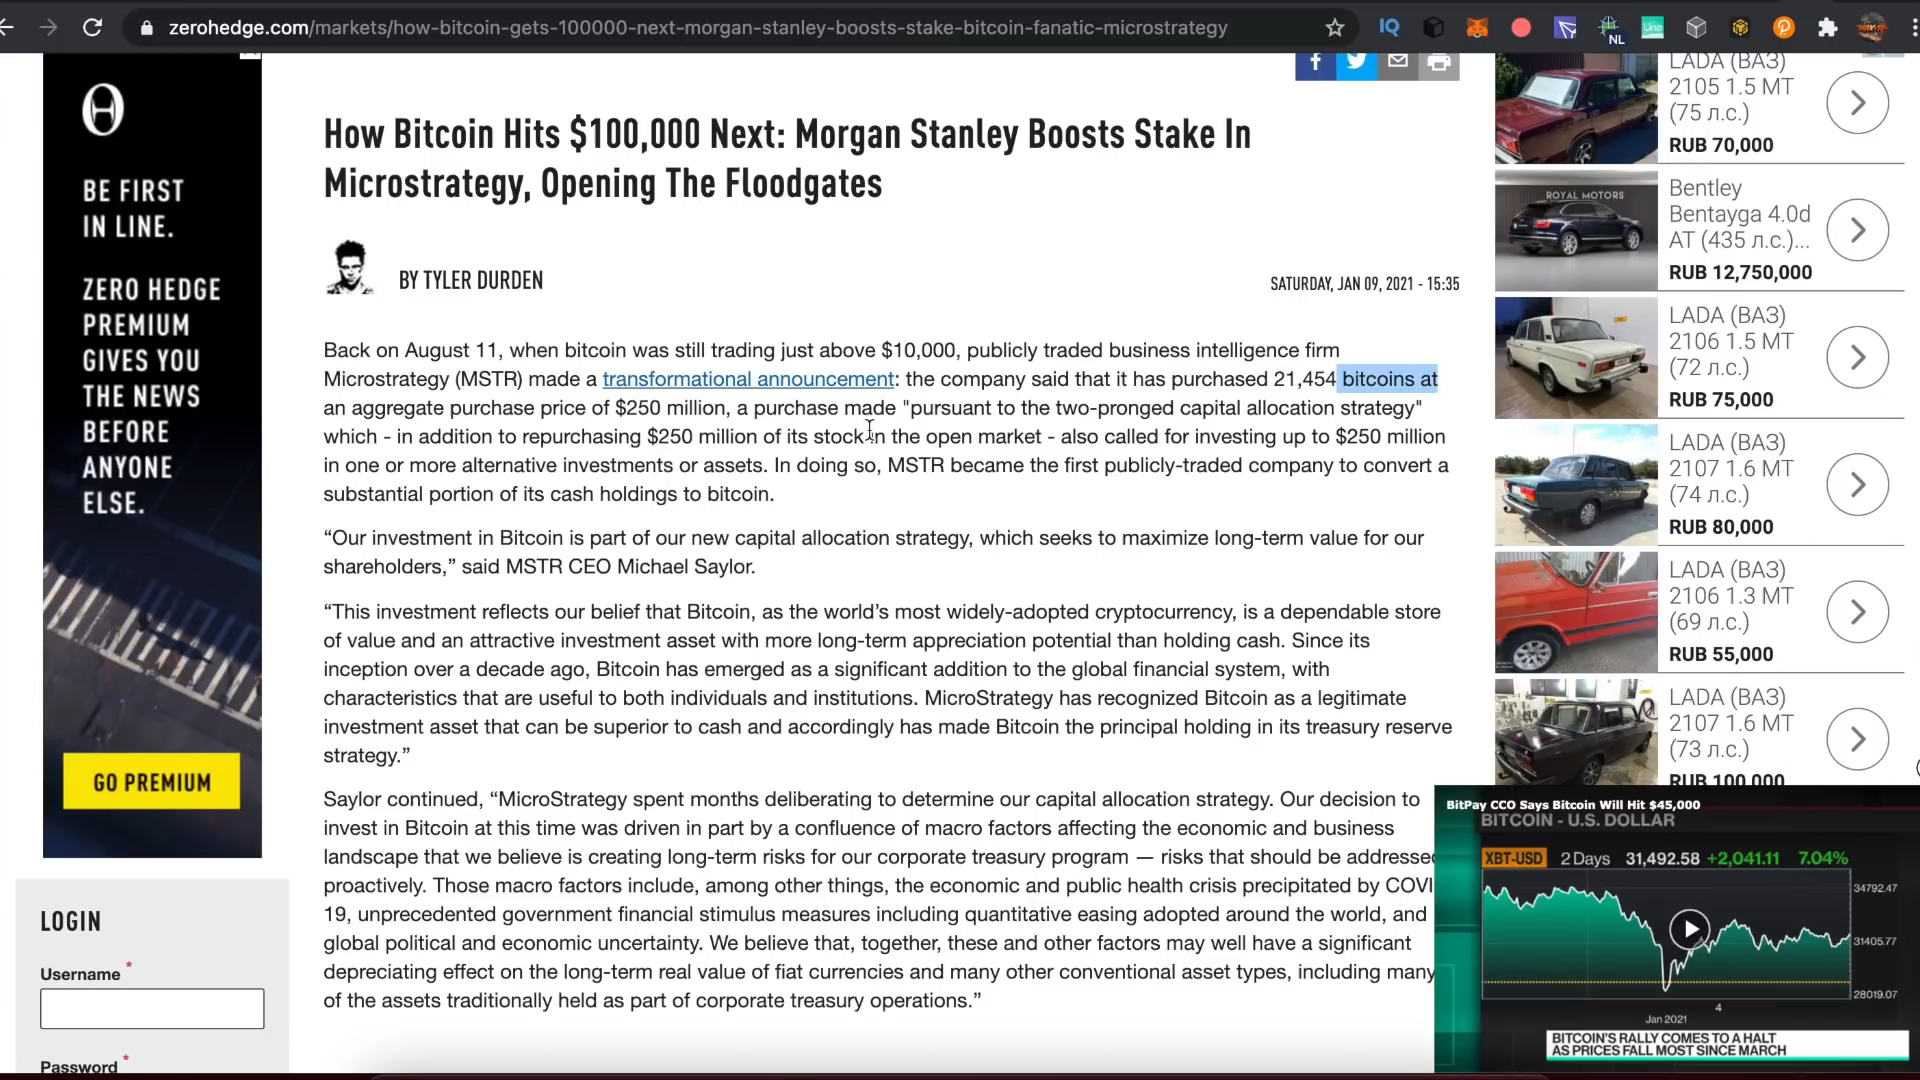 zerohedge.com/markets/how-bitcoin-gets-100000-next-morgan-stanley-boosts-stake-bitcoin-fanatic-microstrategy
IQ
NL
Line
BE FIRST
IN LINE.
ZERO HEDGE
PREMIUM
GIVES YOU
THE NEWS
BEFORE
ANYONE
ELSE.
GO PREMIUM
LOGIN
Username *
Password *
How Bitcoin Hits $100,000 Next: Morgan Stanley Boosts Stake In
Microstrategy, Opening The Floodgates
BY TYLER DURDEN
SATURDAY, JAN 09, 2021 - 15:35
Back on August 11, when bitcoin was still trading just above $10,000, publicly traded business intelligence firm
Microstrategy (MSTR) made a transformational announcement: the company said that it has purchased 21,454 bitcoins at
an aggregate purchase price of $250 million, a purchase made "pursuant to the two-pronged capital allocation strategy"
which - in addition to repurchasing $250 million of its stock in the open market - also called for investing up to $250 million
in one or more alternative investments or assets. In doing so, MSTR became the first publicly-traded company to convert a
substantial portion of its cash holdings to bitcoin.
“Our investment in Bitcoin is part of our new capital allocation strategy, which seeks to maximize long-term value for our
shareholders,” said MSTR CEO Michael Saylor.
“This investment reflects our belief that Bitcoin, as the world’s most widely-adopted cryptocurrency, is a dependable store
of value and an attractive investment asset with more long-term appreciation potential than holding cash. Since its
inception over a decade ago, Bitcoin has emerged as a significant addition to the global financial system, with
characteristics that are useful to both individuals and institutions. MicroStrategy has recognized Bitcoin as a legitimate
investment asset that can be superior to cash and accordingly has made Bitcoin the principal holding in its treasury reserve
strategy.”
Saylor continued, “MicroStrategy spent months deliberating to determine our capital allocation strategy. Our decision to
invest in Bitcoin at this time was driven in part by a confluence of macro factors affecting the economic and business
landscape that we believe is creating long-term risks for our corporate treasury program — risks that should be addressed
proactively. Those macro factors include, among other things, the economic and public health crisis precipitated by COVI
19, unprecedented government financial stimulus measures including quantitative easing adopted around the world, and
global political and economic uncertainty. We believe that, together, these and other factors may well have a significant
depreciating effect on the long-term real value of fiat currencies and many other conventional asset types, including many
of the assets traditionally held as part of corporate treasury operations.”
LADA (ВАЗ)
2105 1.5 MT
(75 л.с.)
RUB 70,000
ROYAL MOTORS
Bentley
Bentayga 4.0d
AT (435 л.с.)...
RUB 12,750,000
LADA (ВАЗ)
2106 1.5 MT
(72 л.с.)
RUB 75,000
LADA (ВАЗ)
2107 1.6 MT
(74 л.с.)
RUB 80,000
LADA (ВАЗ)
2106 1.3 MT
(69 л.с.)
RUB 55,000
LADA (ВАЗ)
2107 1.6 MT
(73 л.с.)
RUB 100,000
BitPay CCO Says Bitcoin Will Hit $45,000
BITCOIN - U.S. DOLLAR
XBT-USD 2 Days 31,492.58 +2,041.11 7.04%
34792.47
31405.77
28019.07
4
Jan 2021
BITCOIN'S RALLY COMES TO A HALT
AS PRICES FALL MOST SINCE MARCH